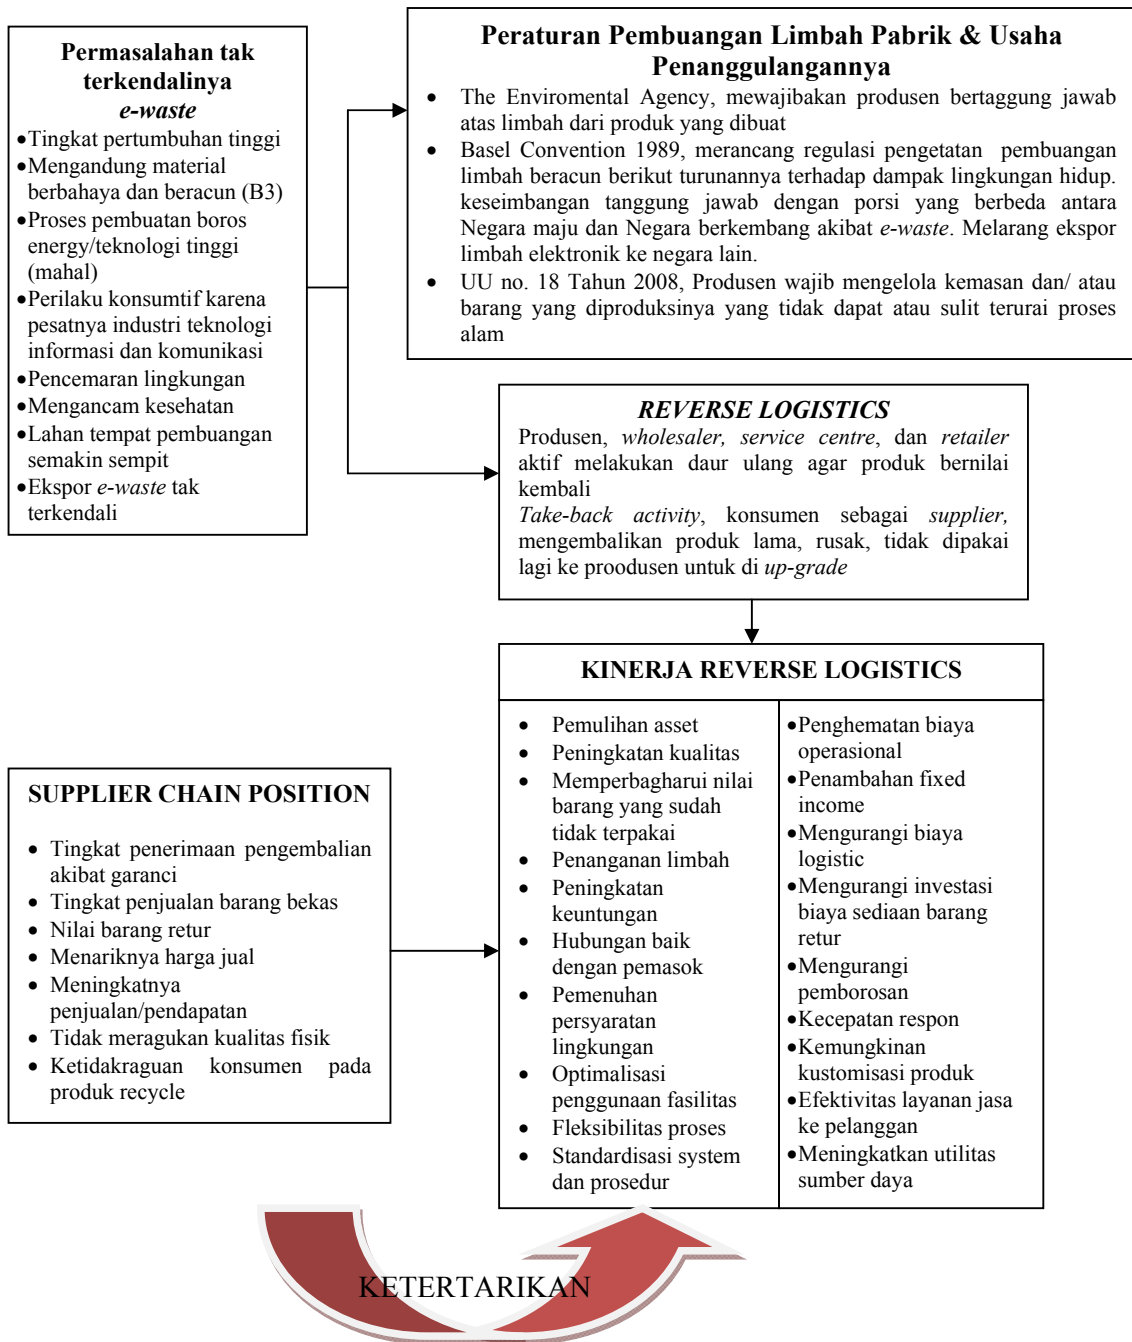 Permasalahan tak
terkendalinya
e-waste
•Tingkat pertumbuhan tinggi
•Mengandung material
berbahaya dan beracun (B3)
•Proses pembuatan boros
energy/teknologi tinggi
(mahal)
•Perilaku konsumtif karena
pesatnya industri teknologi
informasi dan komunikasi
•Pencemaran lingkungan
•Mengancam kesehatan
•Lahan tempat pembuangan
semakin sempit
•Ekspor e-waste tak
terkendali
Peraturan Pembuangan Limbah Pabrik & Usaha
Penanggulangannya
• The Enviromental Agency, mewajibakan produsen bertaggung jawab
atas limbah dari produk yang dibuat
• Basel Convention 1989, merancang regulasi pengetatan pembuangan
limbah beracun berikut turunannya terhadap dampak lingkungan hidup.
keseimbangan tanggung jawab dengan porsi yang berbeda antara
Negara maju dan Negara berkembang akibat e-waste. Melarang ekspor
limbah elektronik ke negara lain.
• UU no. 18 Tahun 2008, Produsen wajib mengelola kemasan dan/ atau
barang yang diproduksinya yang tidak dapat atau sulit terurai proses
alam
REVERSE LOGISTICS
Produsen, wholesaler, service centre, dan retailer
aktif melakukan daur ulang agar produk bernilai
kembali
Take-back activity, konsumen sebagai supplier,
mengembalikan produk lama, rusak, tidak dipakai
lagi ke proodusen untuk di up-grade
KINERJA REVERSE LOGISTICS
• Pemulihan asset
• Peningkatan kualitas
• Memperbagharui nilai
barang yang sudah
tidak terpakai
• Penanganan limbah
• Peningkatan
keuntungan
• Hubungan baik
dengan pemasok
• Pemenuhan
persyaratan
lingkungan
• Optimalisasi
penggunaan fasilitas
• Fleksibilitas proses
• Standardisasi system
dan prosedur
•Penghematan biaya
operasional
•Penambahan fixed
income
•Mengurangi biaya
logistic
•Mengurangi investasi
biaya sediaan barang
retur
•Mengurangi
pemborosan
•Kecepatan respon
•Kemungkinan
kustomisasi produk
•Efektivitas layanan jasa
ke pelanggan
•Meningkatkan utilitas
sumber daya
SUPPLIER CHAIN POSITION
• Tingkat penerimaan pengembalian
akibat garanci
• Tingkat penjualan barang bekas
• Nilai barang retur
• Menariknya harga jual
• Meningkatnya
penjualan/pendapatan
• Tidak meragukan kualitas fisik
• Ketidakraguan konsumen pada
produk recycle
KETERTARIKAN